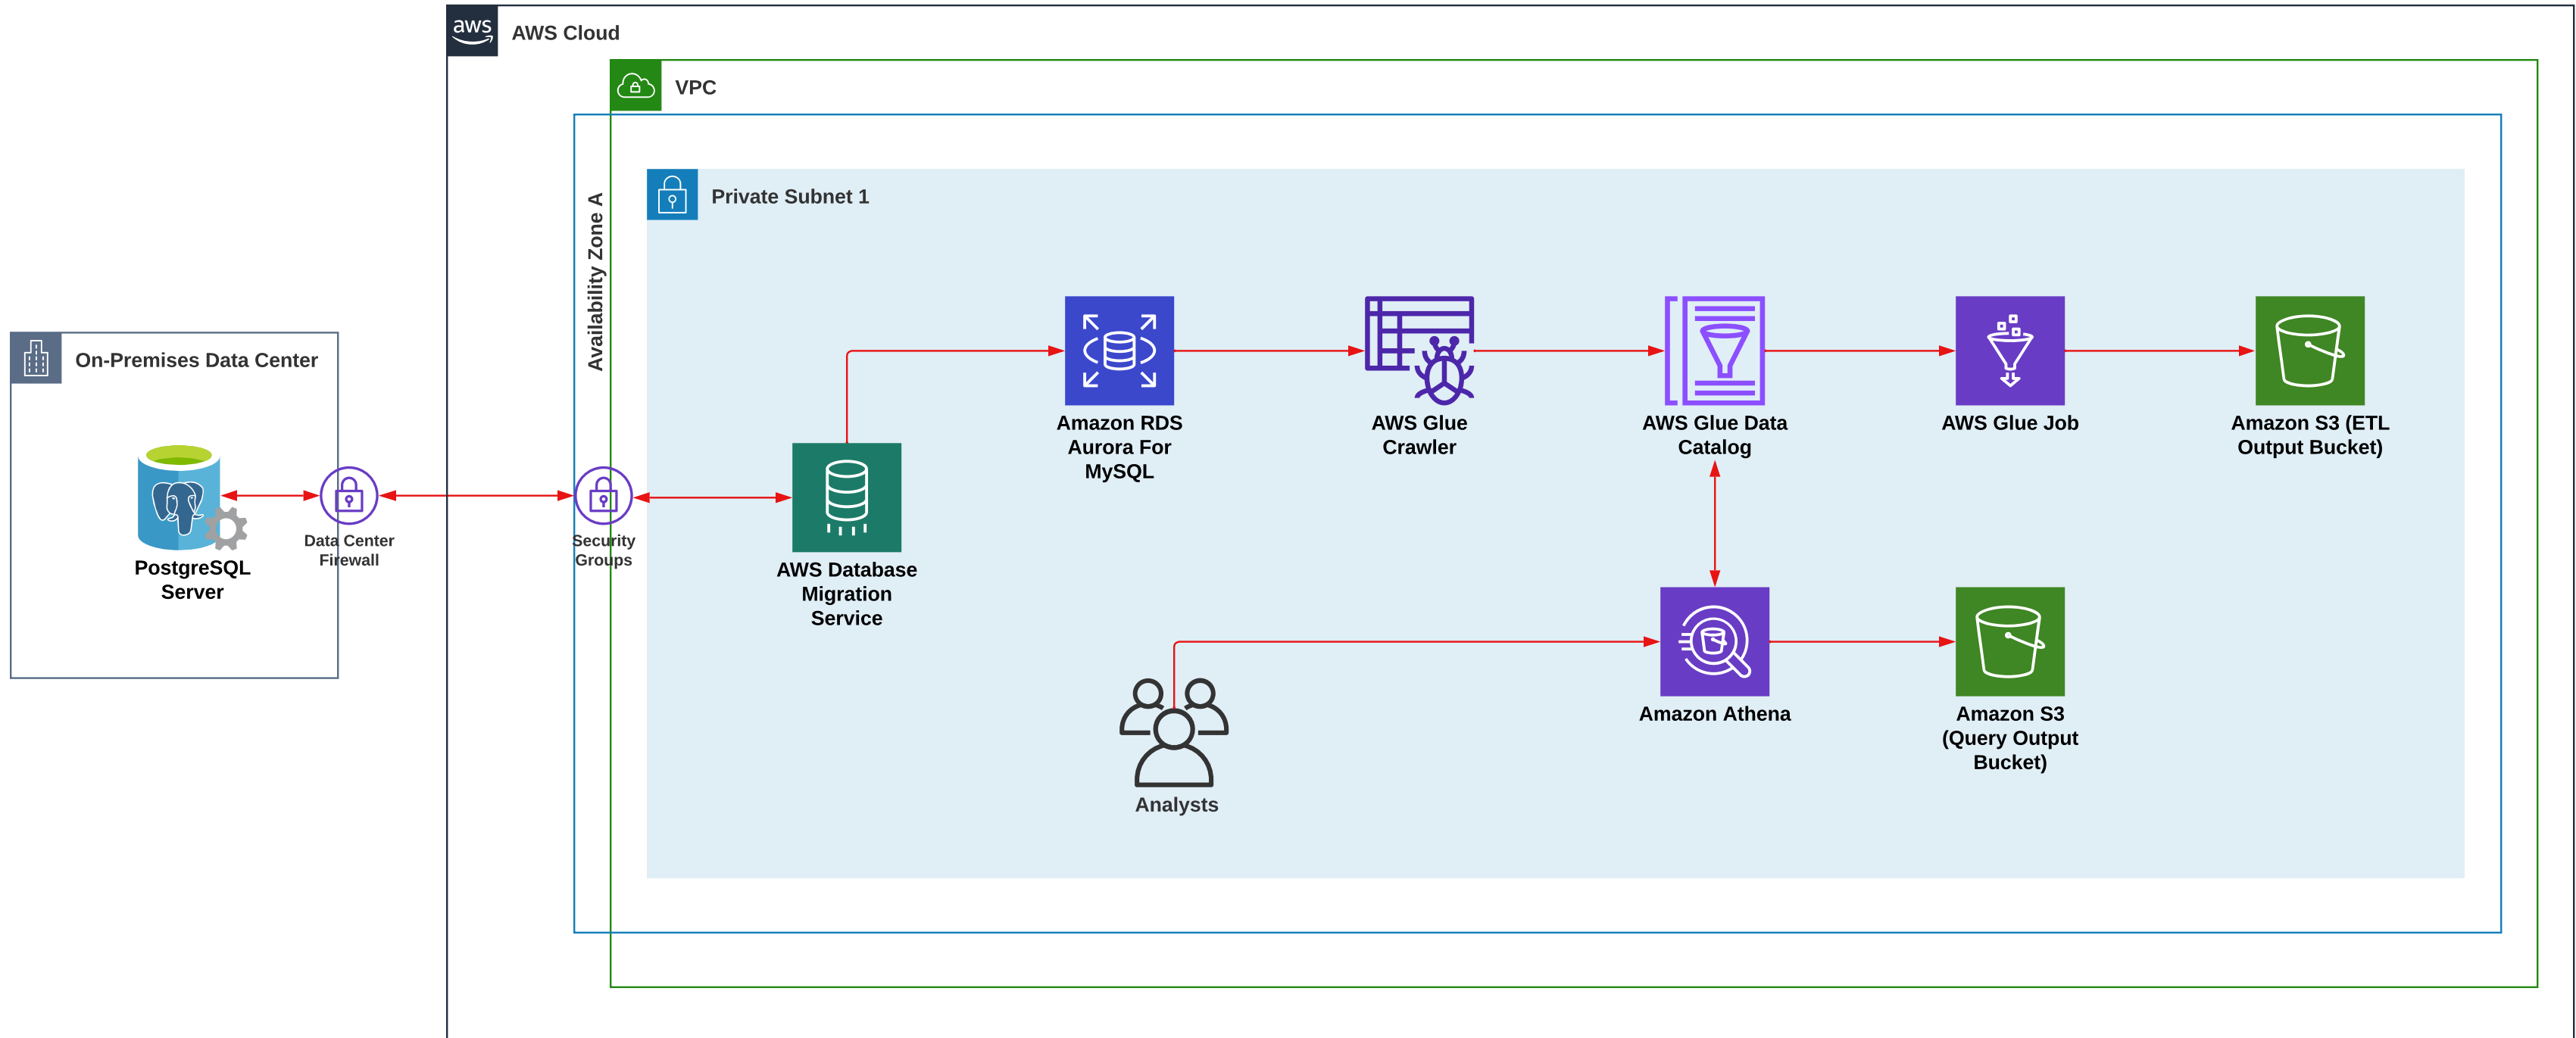 aws
AWS Cloud
VPC
Availability Zone A
Private Subnet 1
On-Premises Data Center
PostgreSQL
Server
Data Center
Firewall
Security
Groups
AWS Database
Migration
Service
Amazon RDS
Aurora For
MySQL
AWS Glue
Crawler
AWS Glue Data
Catalog
AWS Glue Job
Amazon S3 (ETL
Output Bucket)
Analysts
Amazon Athena
Amazon S3
(Query Output
Bucket)